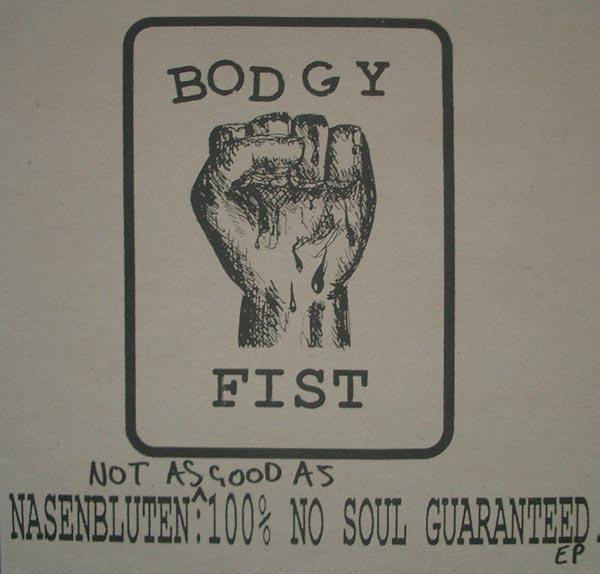 BODGY
FIST
NOT AS GOOD AS
NASENBLUTEN:^100% NO SOUL GUARANTEED.
EP